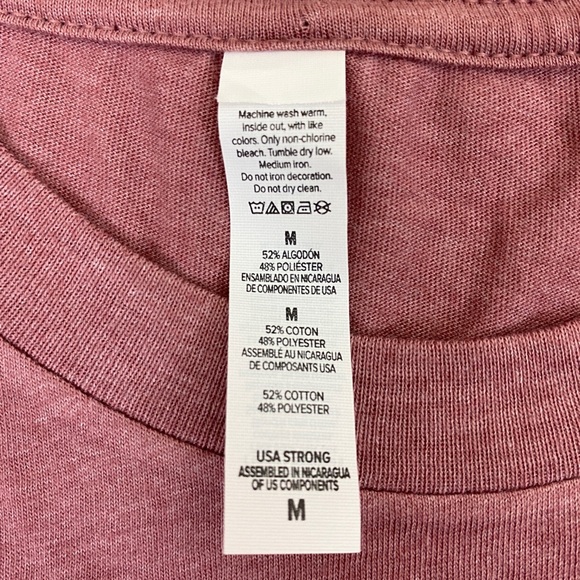 Machine wash warm,
inside out, with like
colors. Only non-chlorine
bleach. Tumble dry low.
Medium iron.
Do not iron decoration.
Do not dry clean.
M
52% ALGODÓN
48% POLIÉSTER
ENSAMBLADO EN NICARAGUA
DE COMPONENTES DE USA
M
52% COTON
48% POLYESTER
ASSEMBLE AU NICARAGUA
DE COMPOSANTS USA
52% COTTON
48% POLYESTER
USA STRONG
ASSEMBLED IN NICARAGUA
OF US COMPONENTS
M